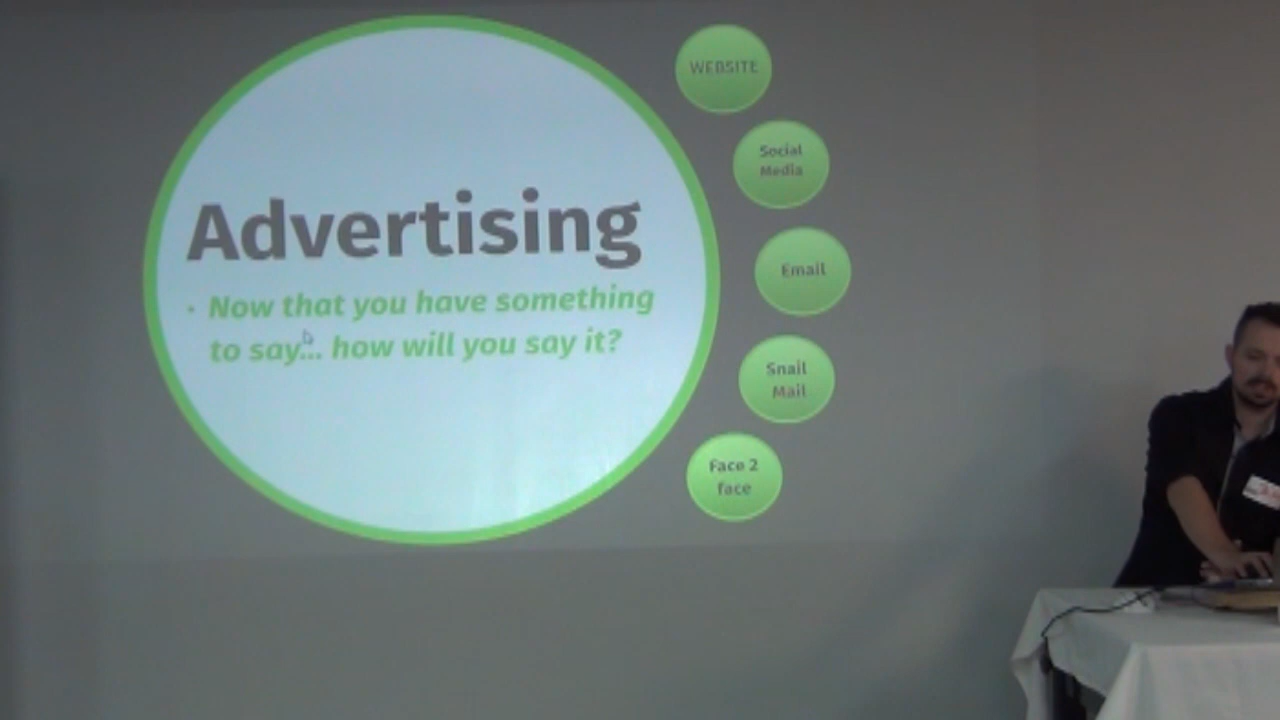 Advertising
· Now that you have something
to say... how will you say it?
WEBSITE
Social
Media
Email
Snail
Mail
Face 2
face